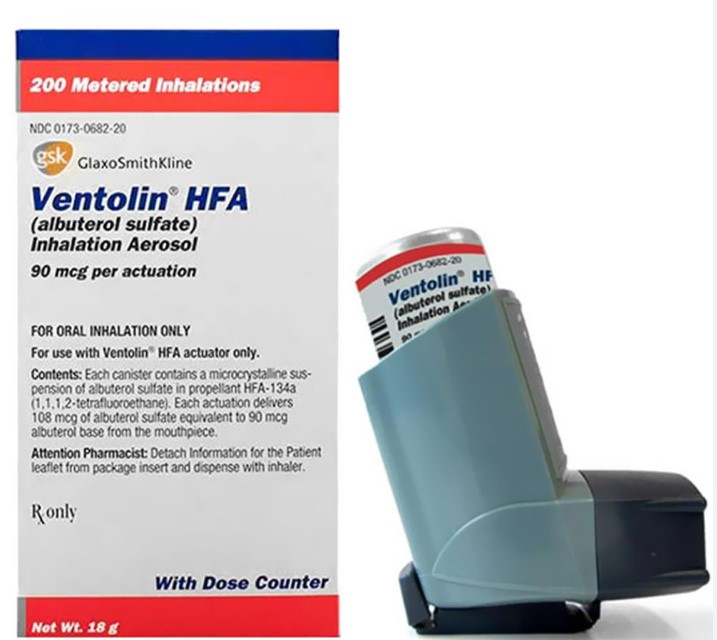 200 Metered Inhalations
NDC 0173-0682-20
gsk GlaxoSmithKline
Ventolin® HFA
(albuterol sulfate)
Inhalation Aerosol
90 mcg per actuation
FOR ORAL INHALATION ONLY
For use with Ventolin® HFA actuator only.
Contents: Each canister contains a microcrystalline sus-
pension of albuterol sulfate in propellant HFA-134a
(1,1,1,2-tetrafluoroethane). Each actuation delivers
108 mcg of albuterol sulfate equivalent to 90 mcg
albuterol base from the mouthpiece.
Attention Pharmacist: Detach Information for the Patient
leaflet from package insert and dispense with inhaler.
Rx only
With Dose Counter
Net Wt. 18 g
NDC 0173-0682-20
Ventolin® HF
(albuterol sulfate)
Inhalation Ae
90